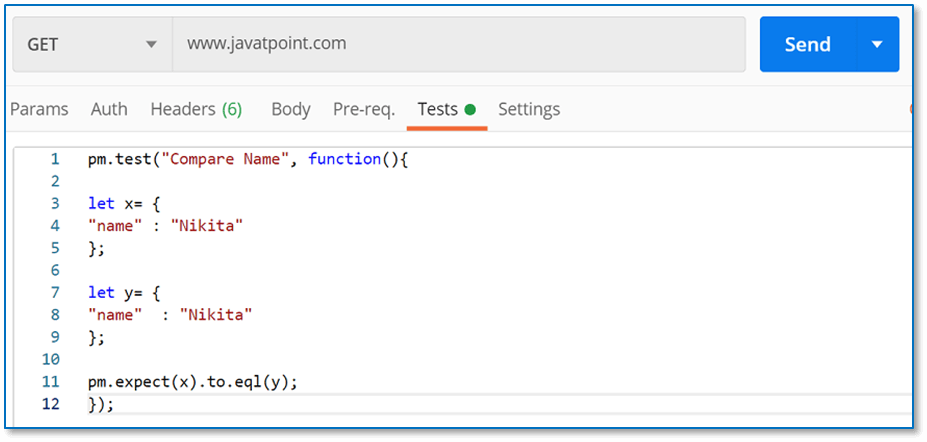 GET www.javatpoint.com Send
Params Auth Headers (6) Body Pre-req. Tests Settings
1 pm.test("Compare Name", function(){
2
3 let x= {
4 "name" : "Nikita"
5 };
6
7 let y= {
8 "name"  : "Nikita"
9 };
10
11 pm.expect(x).to.eql(y);
12 });